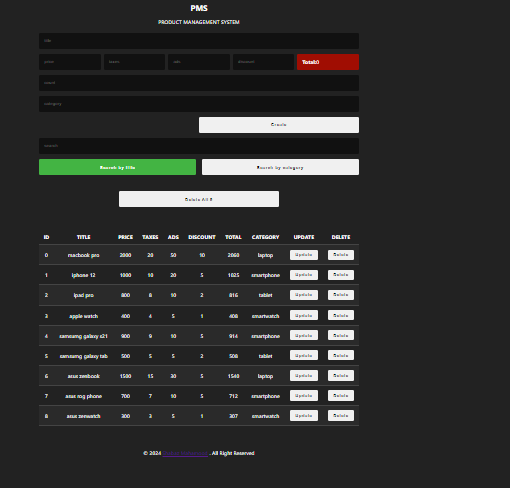 PMS
PRODUCT MANAGEMENT SYSTEM
title
price taxes ads discount Total:0
count
category
Create
search
Search by title Search by category
Delete All 9
ID TITLE PRICE TAXES ADS DISCOUNT TOTAL CATEGORY UPDATE DELETE
0 macbook pro 2000 20 50 10 2060 laptop Update Delete
1 iphone 12 1000 10 20 5 1025 smartphone Update Delete
2 ipad pro 800 8 10 2 816 tablet Update Delete
3 apple watch 400 4 5 1 408 smartwatch Update Delete
4 samsumg galaxy s21 900 9 10 5 914 smartphone Update Delete
5 samsumg galaxy tab 500 5 5 2 508 tablet Update Delete
6 asus zenbook 1500 15 30 5 1540 laptop Update Delete
7 asus rog phone 700 7 10 5 712 smartphone Update Delete
8 asus zenwatch 300 3 5 1 307 smartwatch Update Delete
© 2024 . All Right Reserved